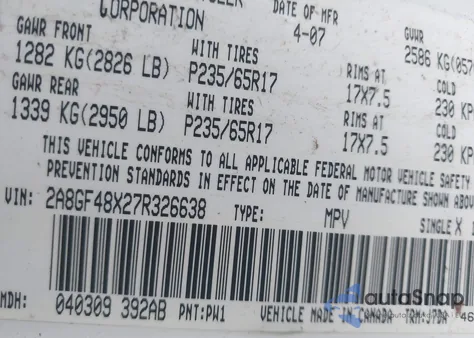 CORPORATION DATE OF MFR GVWR
4-07 2586 KG(057
GAWR FRONT WITH TIRES RIMS AT COLD
1282 KG(2826 LB) P235/65R17 17X7.5 230 KP
GAWR REAR WITH TIRES RIMS AT COLD
1339 KG(2950 LB) P235/65R17 17X7.5 230 KP
THIS VEHICLE CONFORMS TO ALL APPLICABLE FEDERAL MOTOR VEHICLE SAFETY
PREVENTION STANDARDS IN EFFECT ON THE DATE OF MANUFACTURE SHOWN ABOV
VIN: 2A8GF48X27R326638 TYPE: MPV SINGLE X
MDH: 040309 392AB PNT:PW1 VEHICLE MADE IN CANADA 46
autoSnap